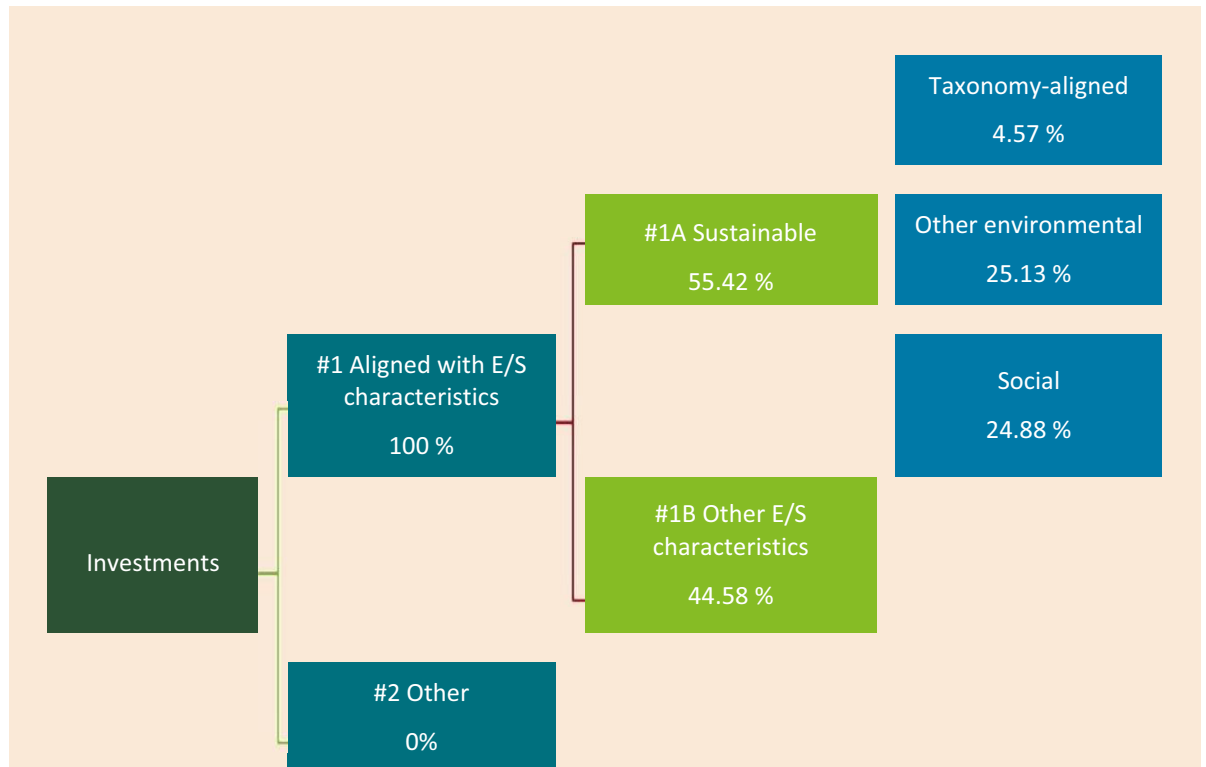 Taxonomy-aligned
4.57 %
#1A Sustainable
55.42 %
Other environmental
25.13 %
#1 Aligned with E/S
characteristics
100 %
Social
24.88 %
Investments
#1B Other E/S
characteristics
44.58 %
#2 Other
0%